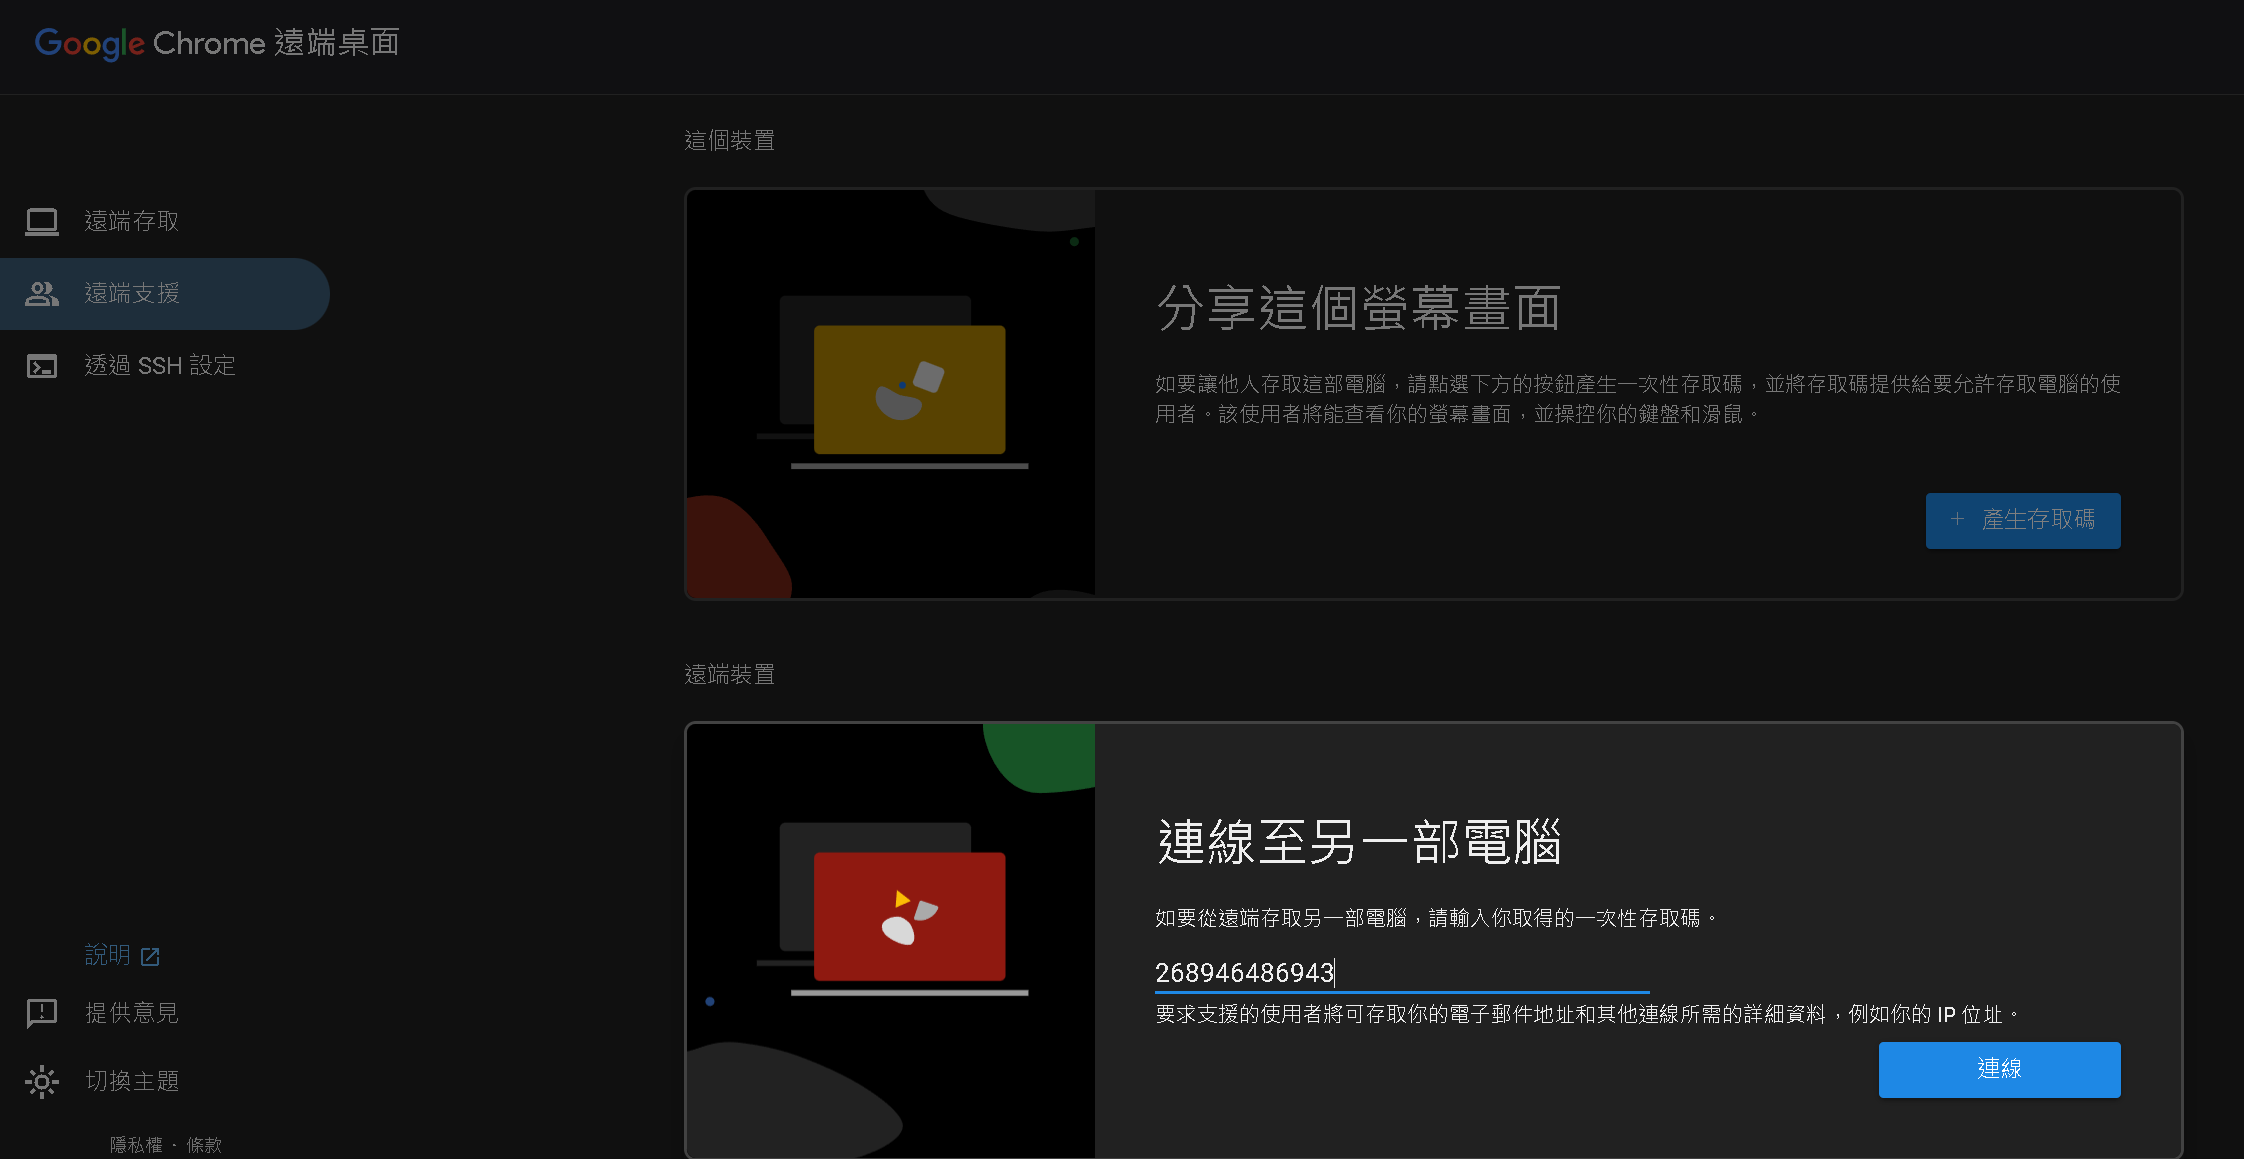 Google Chrome 遠端桌面
這個裝置
遠端存取
遠端支援
透過 SSH 設定
分享這個螢幕畫面
如要讓他人存取這部電腦，請點選下方的按鈕產生一次性存取碼，並將存取碼提供給要允許存取電腦的使
用者。該使用者將能查看你的螢幕畫面，並操控你的鍵盤和滑鼠。
+ 產生存取碼
遠端裝置
連線至另一部電腦
如要從遠端存取另一部電腦，請輸入你取得的一次性存取碼。
268946486943
要求支援的使用者將可存取你的電子郵件地址和其他連線所需的詳細資料，例如你的 IP 位址。
連線
說明
提供意見
切換主題
隱私權 · 條款